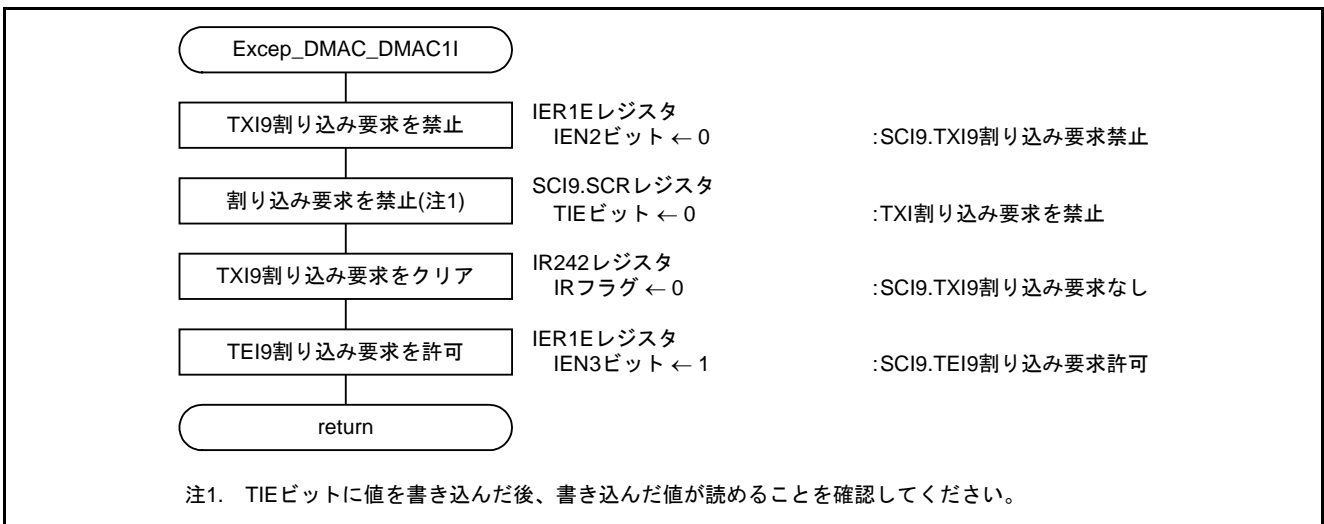 Excep_DMAC_DMAC1I
TXI9割り込み要求を禁止
IER1Eレジスタ
IEN2ビット ← 0 :SCI9.TXI9割り込み要求禁止
割り込み要求を禁止(注1)
SCI9.SCRレジスタ
TIEビット ← 0 :TXI割り込み要求を禁止
TXI9割り込み要求をクリア
IR242レジスタ
IRフラグ ← 0 :SCI9.TXI9割り込み要求なし
TEI9割り込み要求を許可
IER1Eレジスタ
IEN3ビット ← 1 :SCI9.TEI9割り込み要求許可
return
注1. TIEビットに値を書き込んだ後、書き込んだ値が読めることを確認してください。